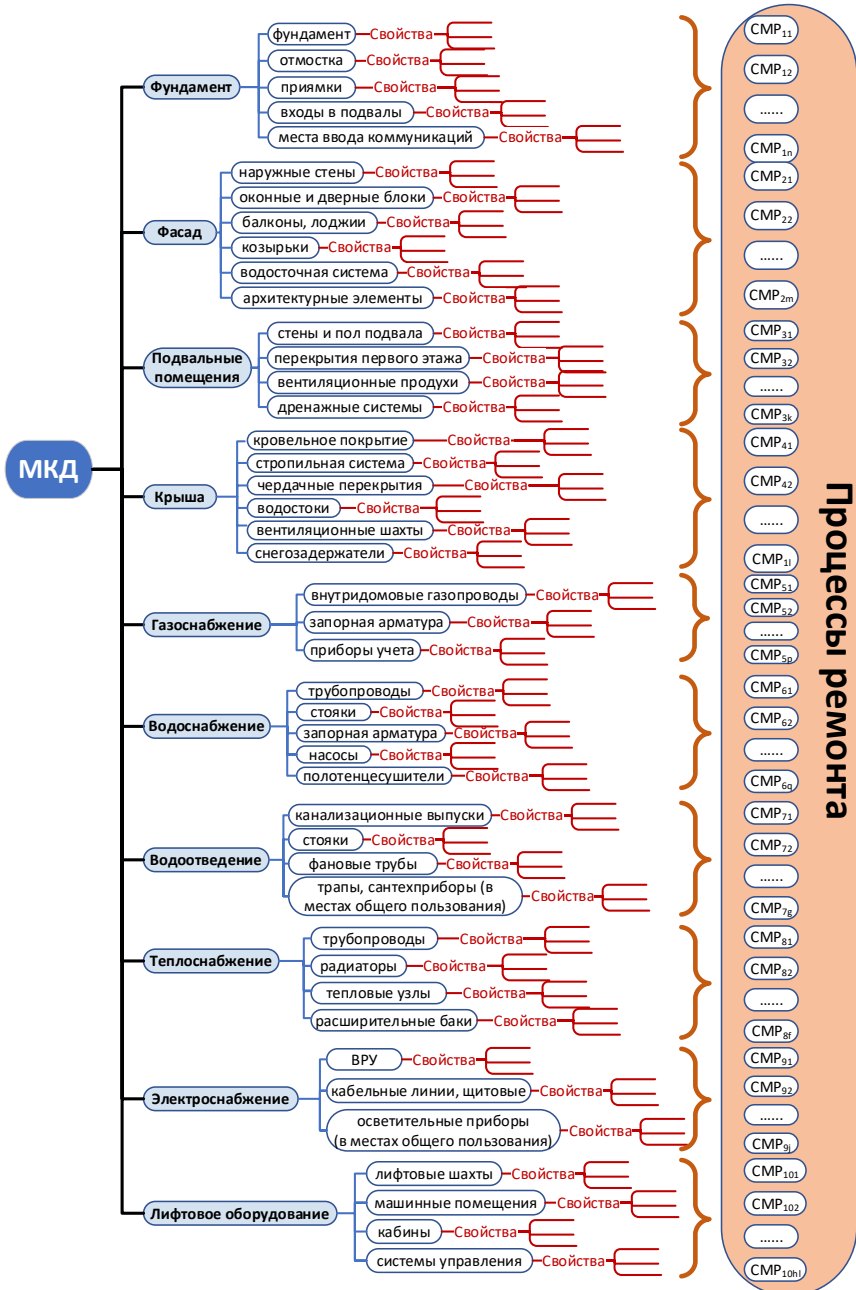 МКД
Фундамент
фундамент Свойства
отмостка Свойства
приямки Свойства
входы в подвалы Свойства
места ввода коммуникаций Свойства
Фасад
наружные стены Свойства
оконные и дверные блоки Свойства
балконы, лоджии Свойства
козырьки Свойства
водосточная система Свойства
архитектурные элементы Свойства
Подвальные
помещения
стены и пол подвала Свойства
перекрытия первого этажа Свойства
вентиляционные продухи Свойства
дренажные системы Свойства
Крыша
кровельное покрытие Свойства
стропильная система Свойства
чердачные перекрытия Свойства
водостоки Свойства
вентиляционные шахты Свойства
снегозадержатели Свойства
Газоснабжение
внутридомовые газопроводы Свойства
запорная арматура Свойства
приборы учета Свойства
Водоснабжение
трубопроводы Свойства
стояки Свойства
запорная арматура Свойства
насосы Свойства
полотенцесушители Свойства
Водоотведение
канализационные выпуски Свойства
стояки Свойства
фановые трубы Свойства
трапы, сантехприборы (в
местах общего пользования) Свойства
Теплоснабжение
трубопроводы Свойства
радиаторы Свойства
тепловые узлы Свойства
расширительные баки Свойства
Электроснабжение
ВРУ Свойства
кабельные линии, щитовые Свойства
осветительные приборы
(в местах общего пользования) Свойства
Лифтовое оборудование
лифтовые шахты Свойства
машинные помещения Свойства
кабины Свойства
системы управления Свойства
СМР11
СМР12
......
СМР1n
СМР21
СМР22
......
СМР2m
СМР31
СМР32
......
СМР3k
СМР41
СМР42
......
СМР1l
СМР51
СМР52
......
СМР5p
СМР61
СМР62
......
СМР6q
СМР71
СМР72
......
СМР7g
СМР81
СМР82
......
СМР8f
СМР91
СМР92
......
СМР9j
СМР101
СМР102
......
СМР10hl
Процессы ремонта